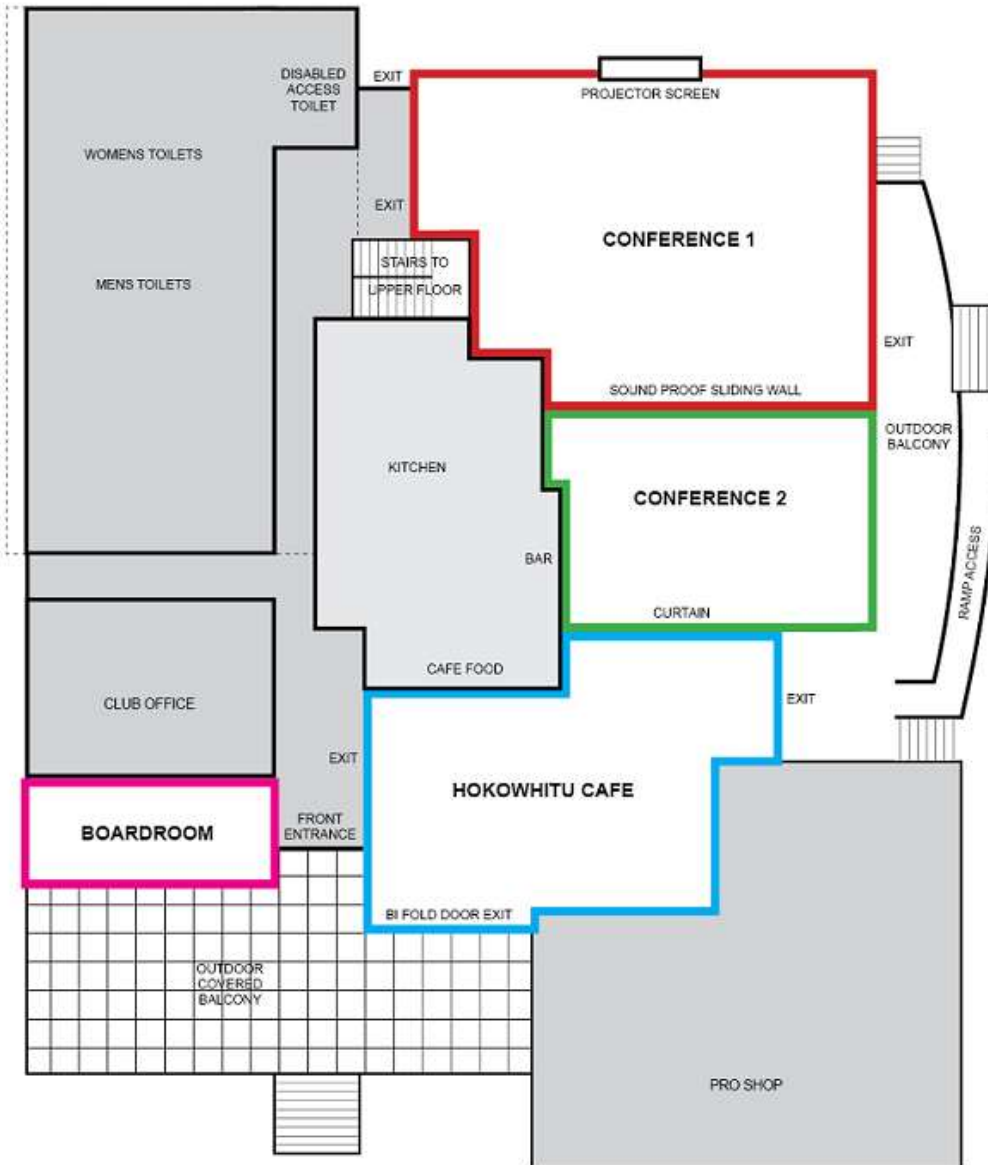 DISABLED
ACCESS
TOILET
EXIT
PROJECTOR SCREEN
WOMENS TOILETS
EXIT
CONFERENCE 1
STAIRS TO
UPPER FLOOR
MENS TOILETS
EXIT
SOUND PROOF SLIDING WALL
OUTDOOR
BALCONY
KITCHEN
CONFERENCE 2
BAR
RAMP ACCESS
CURTAIN
CAFE FOOD
CLUB OFFICE
EXIT
EXIT
HOKOWHITU CAFE
BOARDROOM
FRONT
ENTRANCE
BI FOLD DOOR EXIT
OUTDOOR
COVERED
BALCONY
PRO SHOP